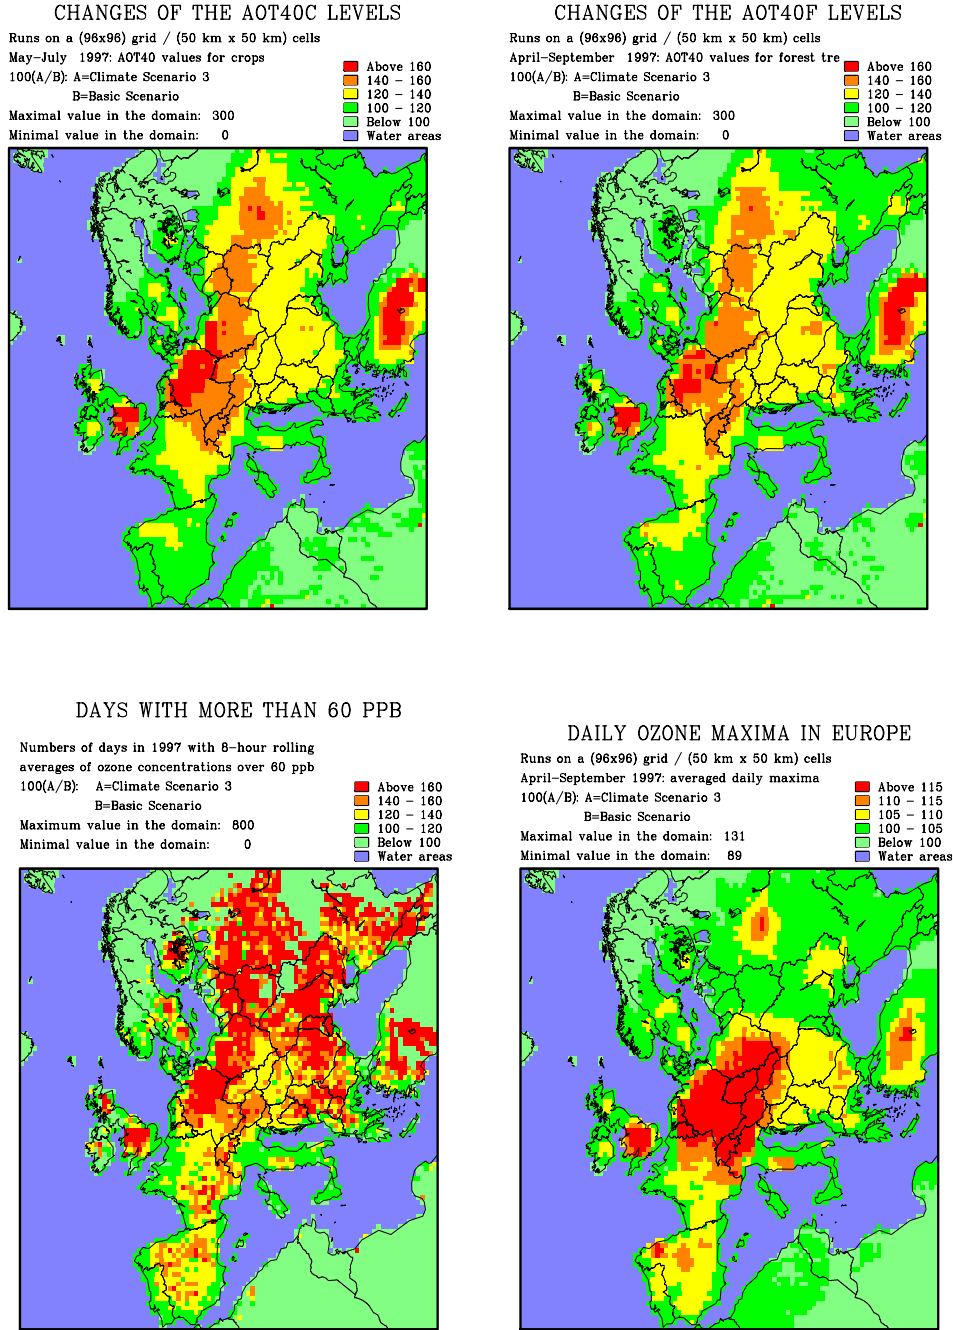 CHANGES OF THE AOT40C LEVELS
Runs on a (96x96) grid / (50 km x 50 km) cells
May-July 1997: AOT40 values for crops
100(A/B): A=Climate Scenario 3
B=Basic Scenario
Maximal value in the domain: 300
Minimal value in the domain: 0
Above 160
140 - 160
120 - 140
100 - 120
Below 100
Water areas
CHANGES OF THE AOT40F LEVELS
Runs on a (96x96) grid / (50 km x 50 km) cells
April-September 1997: AOT40 values for forest tre
100(A/B): A=Climate Scenario 3
B=Basic Scenario
Maximal value in the domain: 300
Minimal value in the domain: 0
Above 160
140 - 160
120 - 140
100 - 120
Below 100
Water areas
DAYS WITH MORE THAN 60 PPB
Numbers of days in 1997 with 8-hour rolling
averages of ozone concentrations over 60 ppb
100(A/B): A=Climate Scenario 3
B=Basic Scenario
Maximum value in the domain: 800
Minimal value in the domain: 0
Above 160
140 - 160
120 - 140
100 - 120
Below 100
Water areas
DAILY OZONE MAXIMA IN EUROPE
Runs on a (96x96) grid / (50 km x 50 km) cells
April-September 1997: averaged daily maxima
100(A/B): A=Climate Scenario 3
B=Basic Scenario
Maximal value in the domain: 131
Minimal value in the domain: 89
Above 115
110 - 115
105 - 110
100 - 105
Below 100
Water areas